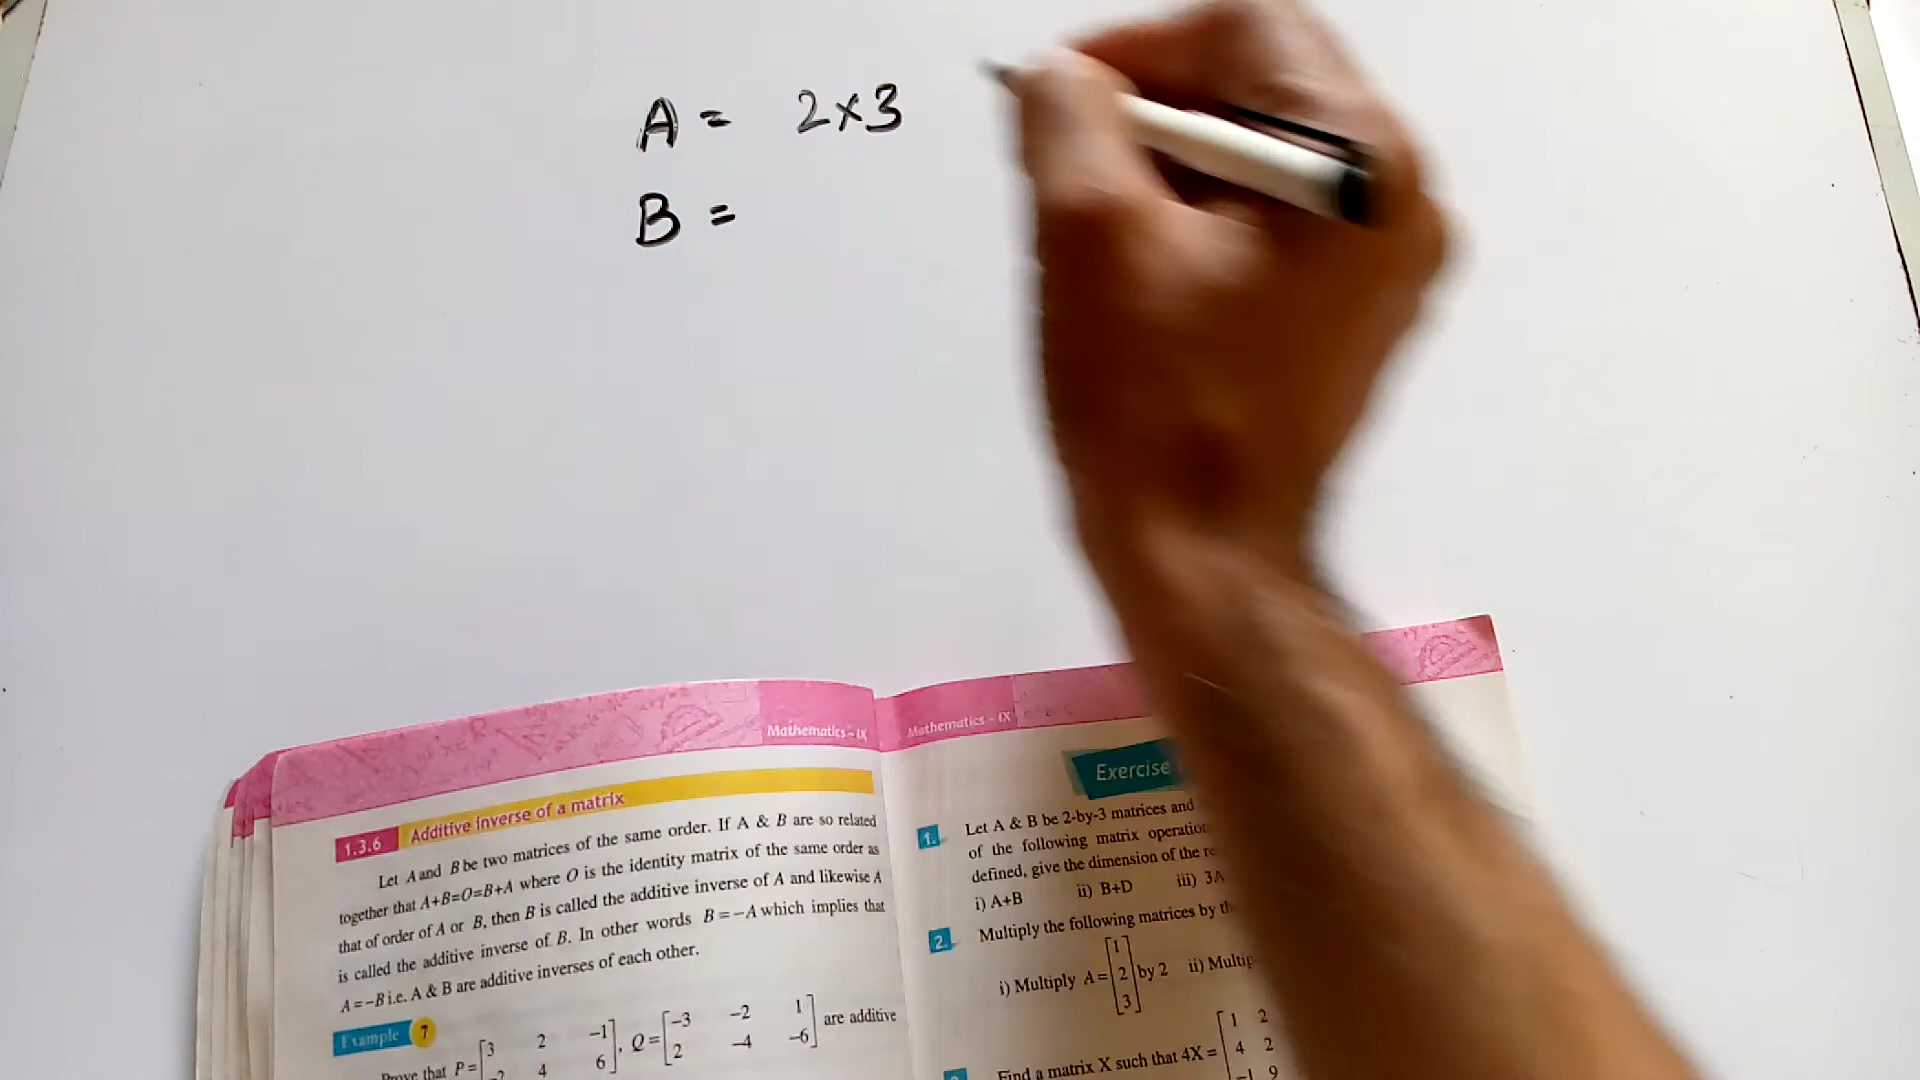 A = 2×3
B =
Mathematics - IX
1.3.6 Additive inverse of a matrix
Let A and B be two matrices of the same order. If A & B are so related
together that A+B=O=B+A where O is the identity matrix of the same order as
that of order of A or B, then B is called the additive inverse of A and likewise A
is called the additive inverse of B. In other words B = −A which implies that
A = −B i.e. A & B are additive inverses of each other.
Example 7
Prove that P = [3 2 −1 −2 4 6], Q = [−3 −2 1 2 −4 −6] are additive
Mathematics - IX
Exercise
1. Let A & B be 2-by-3 matrices and
of the following matrix
defined, give the dimension of the
i) A+B ii) B+D iii) 3A
2. Multiply the following matrices by
i) Multiply A = [1 2 3] by 2 ii)
Find a matrix X such that 4X = [1 2 4 2 −1 9